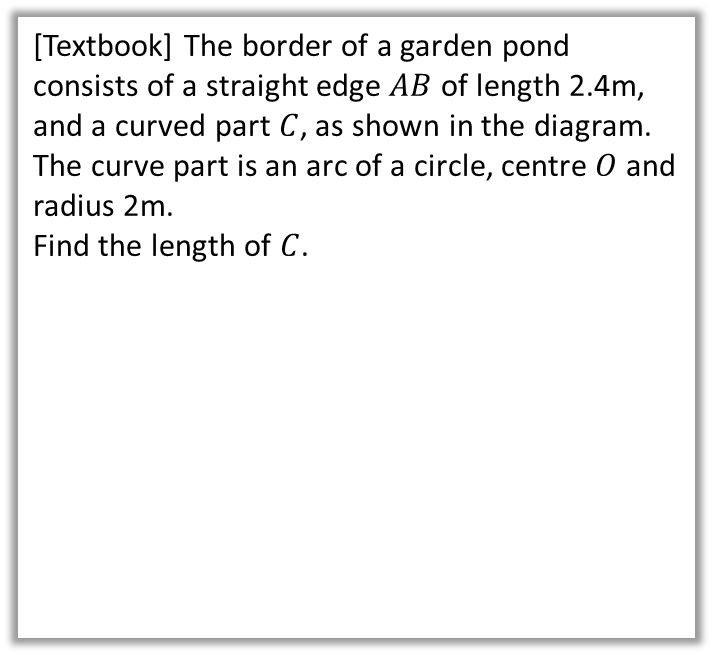 [Textbook] The border of a garden pond
consists of a straight edge AB of length 2.4m,
and a curved part C, as shown in the diagram.
The curve part is an arc of a circle, centre O and
radius 2m.
Find the length of C.